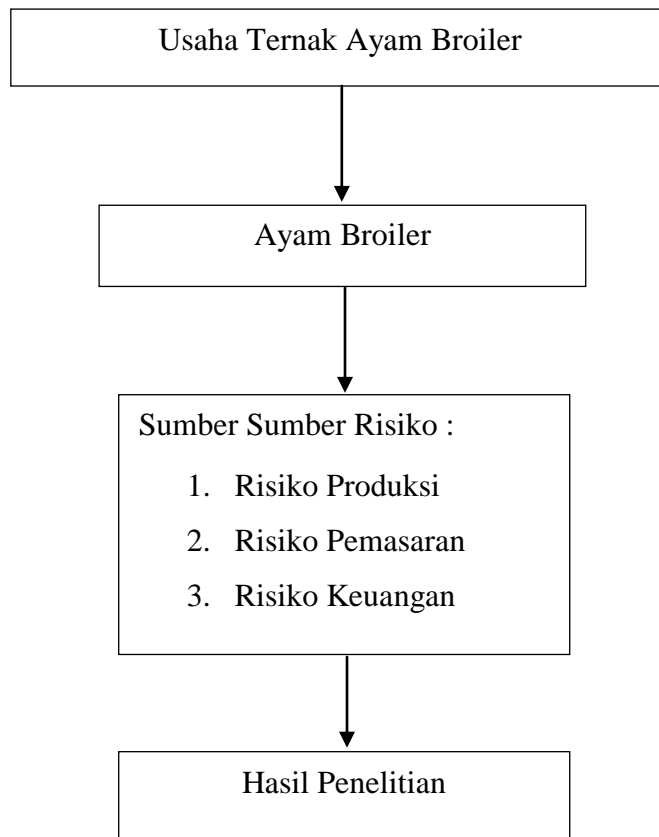 Usaha Ternak Ayam Broiler
Ayam Broiler
Sumber Sumber Risiko :
1. Risiko Produksi
2. Risiko Pemasaran
3. Risiko Keuangan
Hasil Penelitian